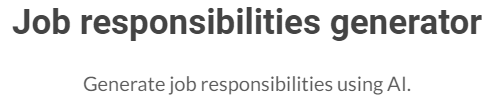 Job responsibilities generator
Generate job responsibilities using AI.